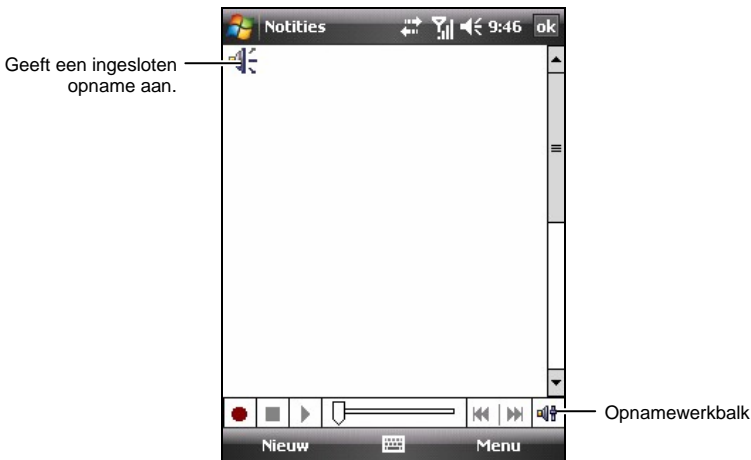 Notities 9:46 ok
Geeft een ingesloten
opname aan.
Opnamewerkbalk
Nieuw Menu